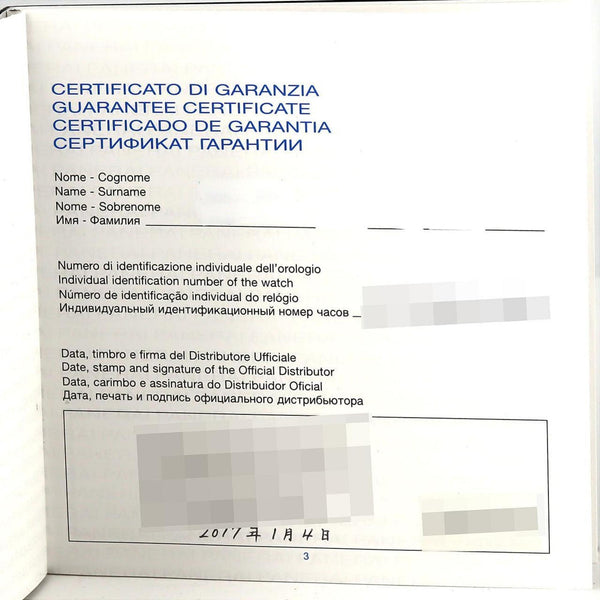 CERTIFICATO DI GARANZIA
GUARANTEE CERTIFICATE
CERTIFICADO DE GARANTIA
СЕРТИФИКАТ ГАРАНТИИ
Nome - Cognome
Name - Surname
Nome - Sobrenome
Имя - Фамилия
Numero di identificazione individuale dell'orologio
Individual identification number of the watch
Número de identificação individual do relógio
Индивидуальный идентификационный номер часов
Data, timbro e firma del Distributore Ufficiale
Date, stamp and signature of the Official Distributor
Data, carimbo e assinatura do Distribuidor Oficial
Дата, печать и подпись официального дистрибьютора
2017年1月4日
3